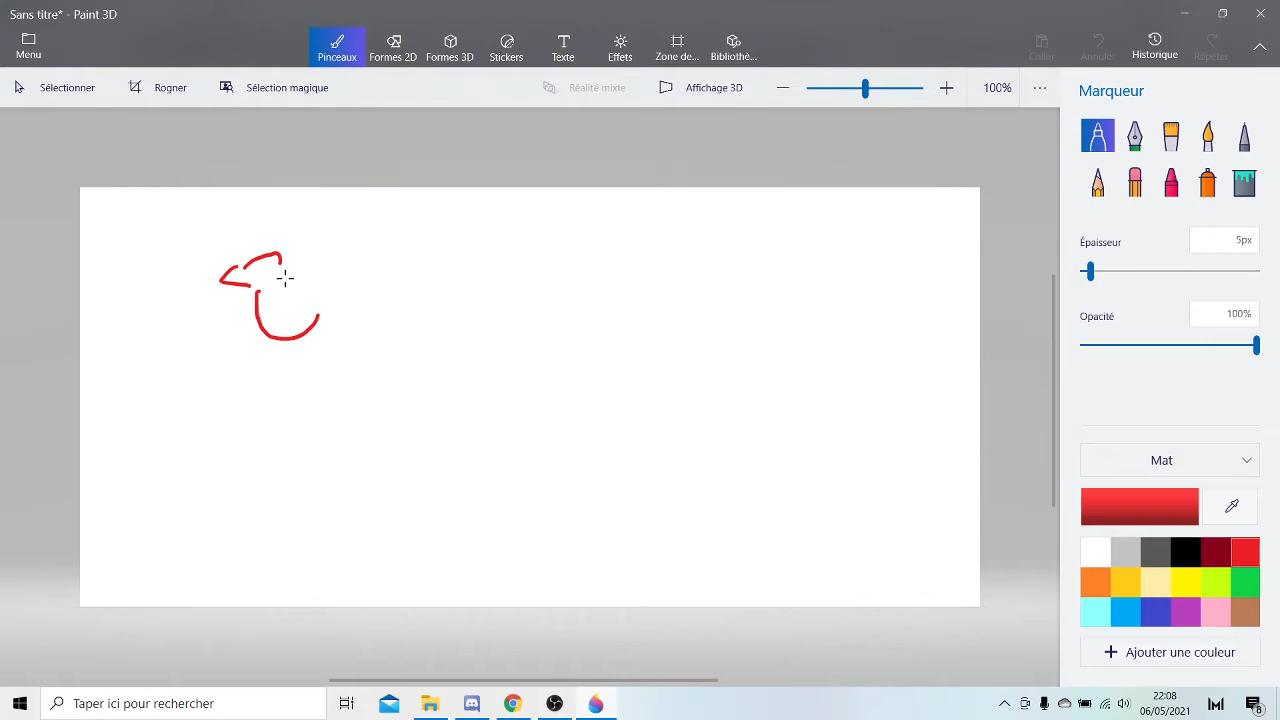 Sans titre* - Paint 3D
Menu
Pinceaux
Formes 2D
Formes 3D
Stickers
Texte
Effets
Zone de...
Bibliothè...
Coller
Annuler
Historique
Répéter
Sélectionner
Rogner
Sélection magique
Réalité mixte
Affichage 3D
100%
Marqueur
Épaisseur
5px
Opacité
100%
Mat
Ajouter une couleur
Taper ici pour rechercher
22:08
06/05/2021
8